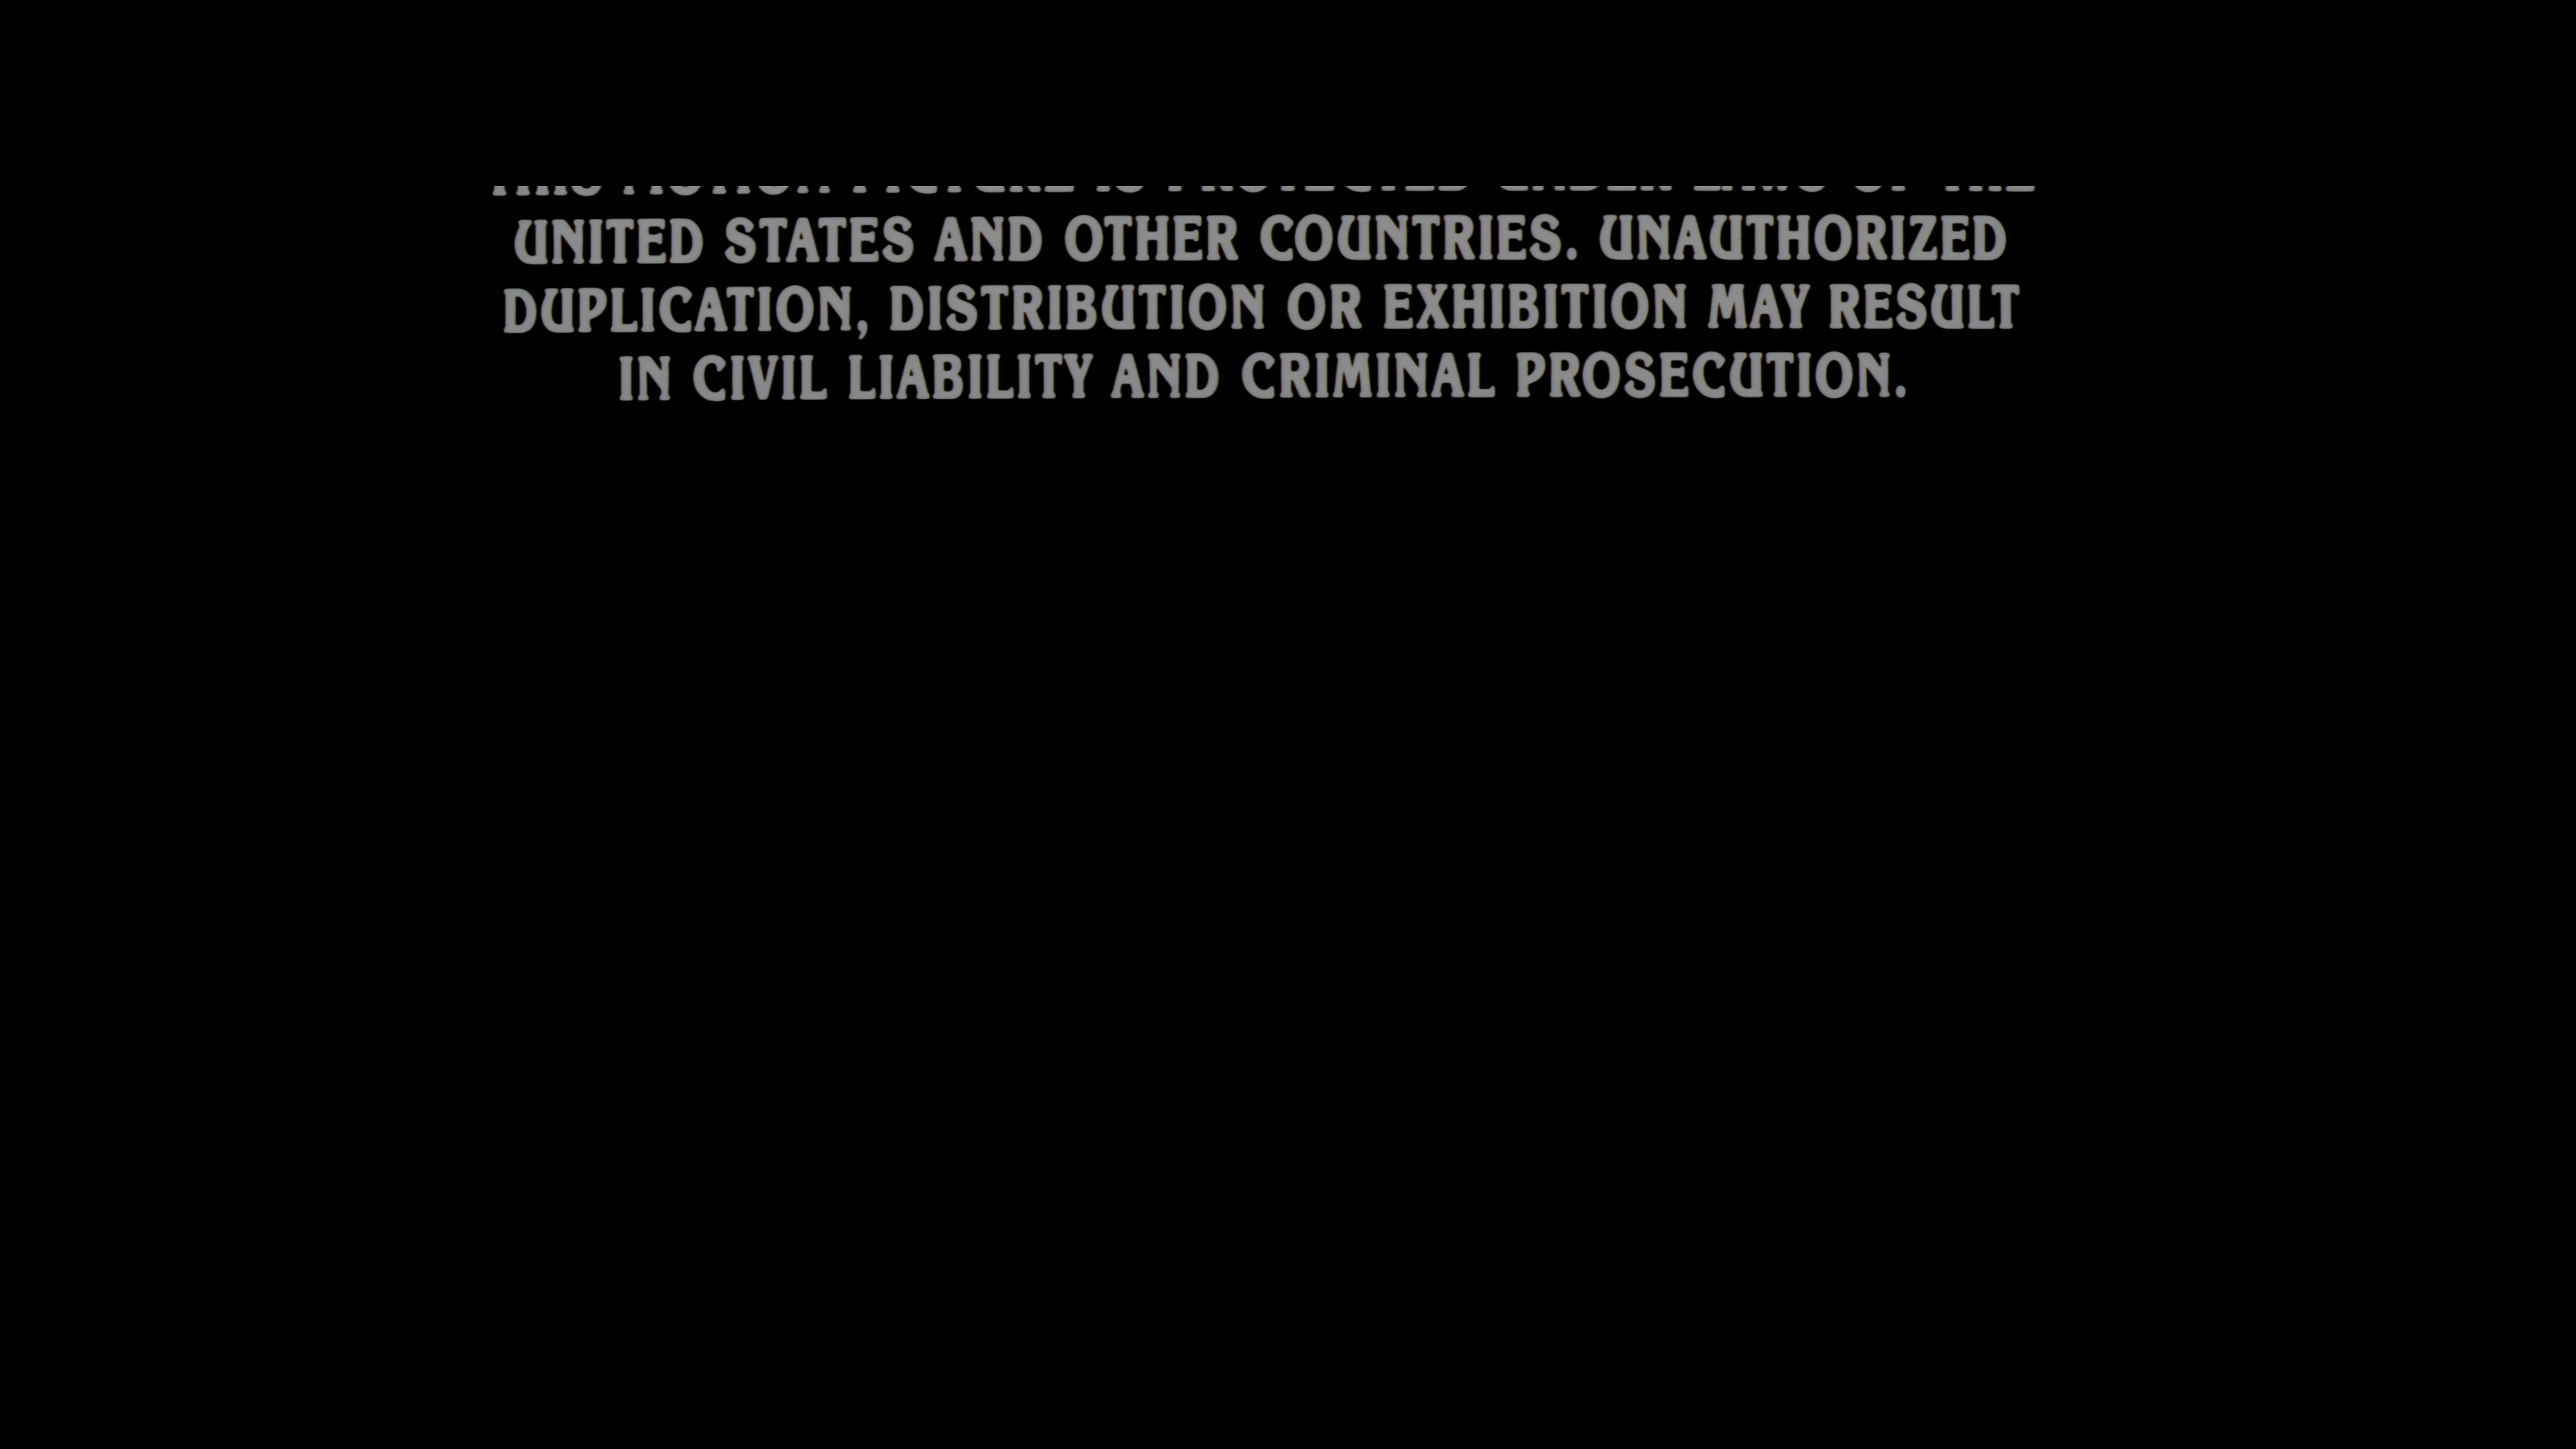 UNITED STATES AND OTHER COUNTRIES. UNAUTHORIZED
DUPLICATION, DISTRIBUTION OR EXHIBITION MAY RESULT
IN CIVIL LIABILITY AND CRIMINAL PROSECUTION.